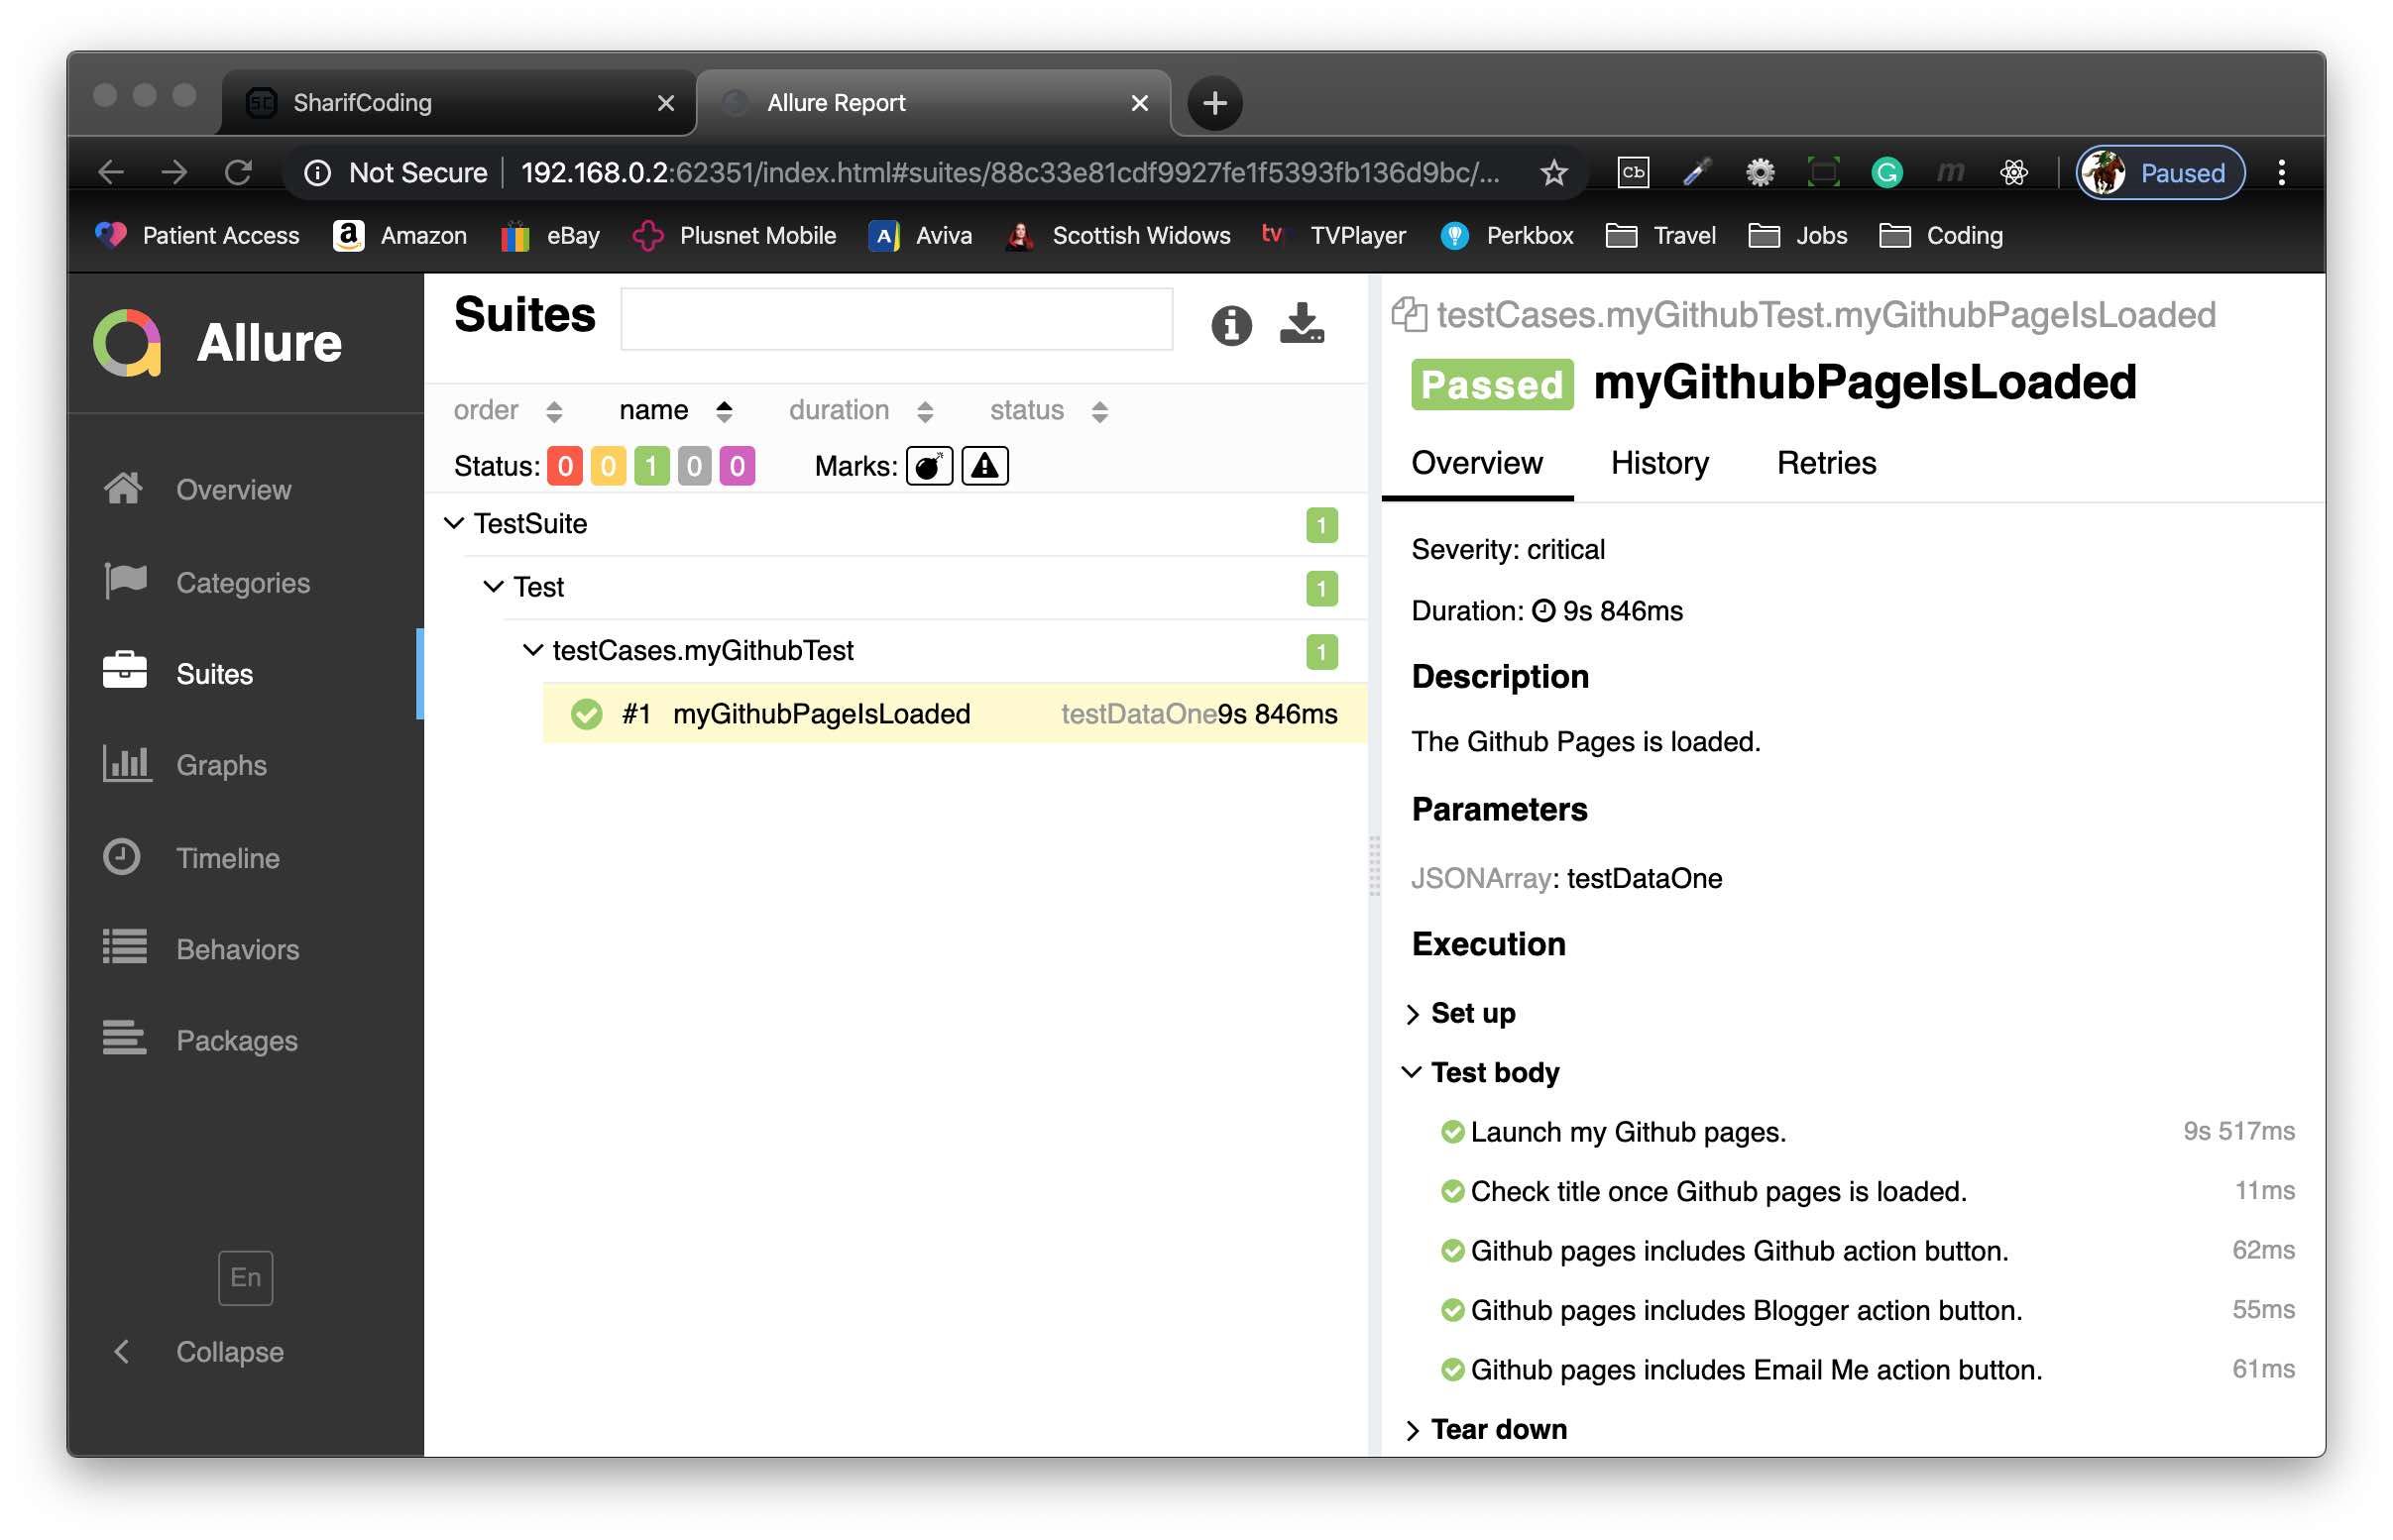 SharifCoding
Allure Report
Not Secure 192.168.0.2:62351/index.html#suites/88c33e81cdf9927fe1f5393fb136d9bc/...
Cb
G
m
Paused
Patient Access
a Amazon
eBay
Plusnet Mobile
A Aviva
Scottish Widows
tv TVPlayer
Perkbox
Travel
Jobs
Coding
Allure
Overview
Categories
Suites
Graphs
Timeline
Behaviors
Packages
En
Collapse
Suites
order name duration status
Status: 0 0 1 0 0 Marks:
TestSuite 1
Test 1
testCases.myGithubTest 1
#1 myGithubPageIsLoaded testDataOne9s 846ms
testCases.myGithubTest.myGithubPageIsLoaded
Passed myGithubPageIsLoaded
Overview History Retries
Severity: critical
Duration: 9s 846ms
Description
The Github Pages is loaded.
Parameters
JSONArray: testDataOne
Execution
Set up
Test body
Launch my Github pages. 9s 517ms
Check title once Github pages is loaded. 11ms
Github pages includes Github action button. 62ms
Github pages includes Blogger action button. 55ms
Github pages includes Email Me action button. 61ms
Tear down